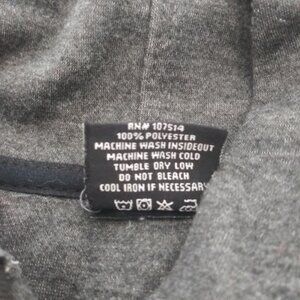 RN# 107514
100% POLYESTER
MACHINE WASH INSIDEOUT
MACHINE WASH COLD
TUMBLE DRY LOW
DO NOT BLEACH
COOL IRON IF NECESSARY